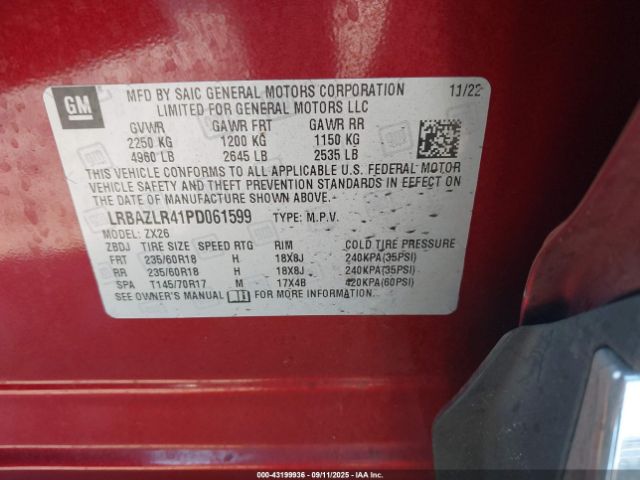 GM
MFD BY SAIC GENERAL MOTORS CORPORATION 11/22
LIMITED FOR GENERAL MOTORS LLC
GVWR GAWR FRT GAWR RR
2250 KG 1200 KG 1150 KG
4960 LB 2645 LB 2535 LB
THIS VEHICLE CONFORMS TO ALL APPLICABLE U.S. FEDERAL MOTOR
VEHICLE SAFETY AND THEFT PREVENTION STANDARDS IN EFFECT ON
THE DATE OF MANUFACTURE SHOWN ABOVE.
LRBAZLR41PD061599 TYPE: M.P.V.
MODEL: ZX26
ZBDJ TIRE SIZE SPEED RTG RIM COLD TIRE PRESSURE
FRT 235/60R18 H 18X8J 240KPA(35PSI)
RR 235/60R18 H 18X8J 240KPA(35PSI)
SPA T145/70R17 M 17X4B 420KPA(60PSI)
SEE OWNER'S MANUAL FOR MORE INFORMATION.
000-43199936 - 09/11/2025 - IAA Inc.